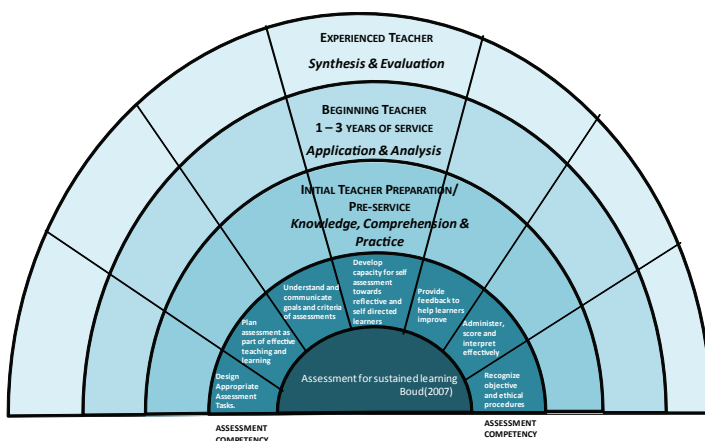 EXPERIENCED TEACHER
Synthesis & Evaluation
BEGINNING TEACHER
1 – 3 YEARS OF SERVICE
Application & Analysis
INITIAL TEACHER PREPARATION/
PRE-SERVICE
Knowledge, Comprehension &
Practice
Design
Appropriate
Assessment
Tasks.
Plan
assessment as
part of effective
teaching and
learning
Understand and
communicate
goals and criteria
of assessments
Develop
capacity for self
assessment
towards
reflective and
self directed
learners
Provide
feedback to
help learners
improve
Administer,
score and
interpret
effectively
Recognize
objective
and ethical
procedures
Assessment for sustained learning
Boud(2007)
ASSESSMENT
COMPETENCY
ASSESSMENT
COMPETENCY